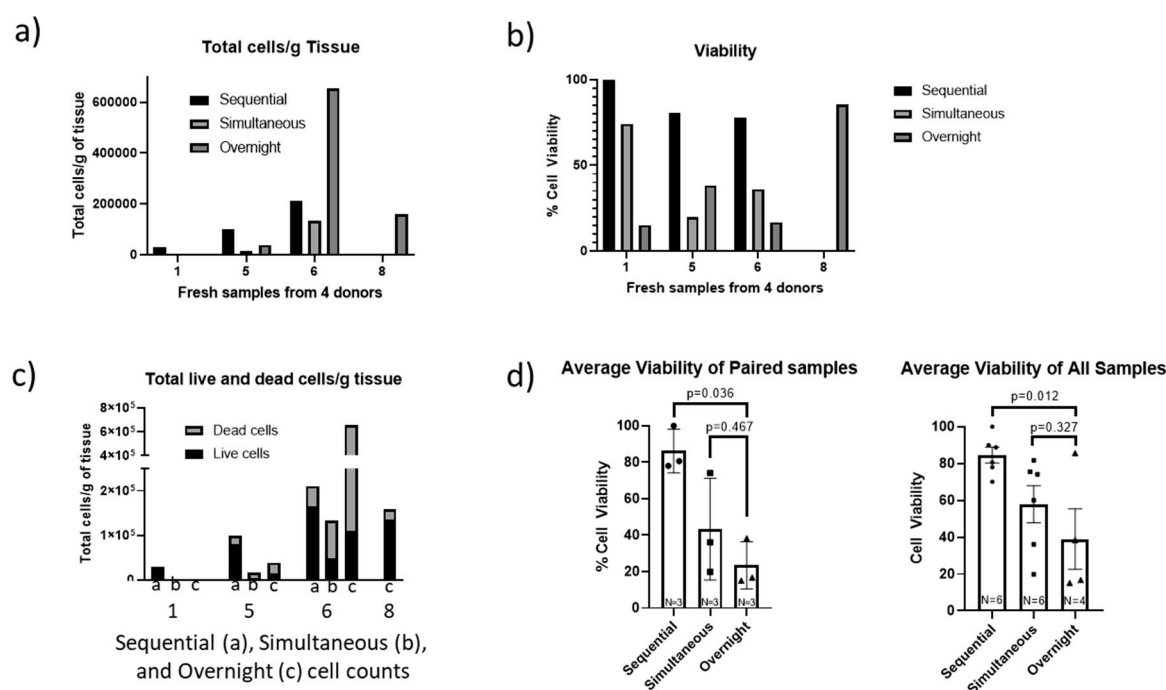 a)
Total cells/g Tissue
Total cells/g of tissue
600000
400000
200000
0
Sequential
Simultaneous
Overnight
1 5 6 8
Fresh samples from 4 donors
b)
Viability
% Cell Viability
100
50
0
1 5 6 8
Fresh samples from 4 donors
Sequential
Simultaneous
Overnight
c)
Total live and dead cells/g tissue
Total cells/g of tissue
8×10⁵
6×10⁵
4×10⁵
2×10⁵
1×10⁵
0
Dead cells
Live cells
a b c a b c a b c c
1 5 6 8
Sequential (a), Simultaneous (b),
and Overnight (c) cell counts
d)
Average Viability of Paired samples
p=0.036
p=0.467
% Cell Viability
100
80
60
40
20
0
N=3 N=3 N=3
Sequential
Simultaneous
Overnight
Average Viability of All Samples
p=0.012
p=0.327
Cell Viability
100
80
60
40
20
0
N=6 N=6 N=4
Sequential
Simultaneous
Overnight